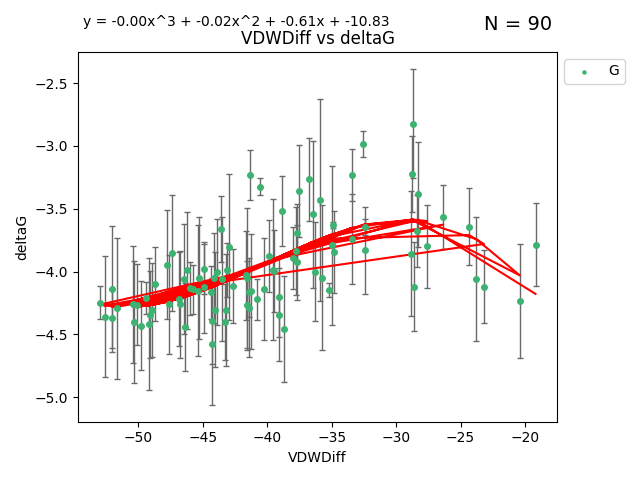 y = -0.00x^3 + -0.02x^2 + -0.61x + -10.83
N = 90
VDWDiff vs deltaG
G
−2.5
−3.0
−3.5
−4.0
−4.5
−5.0
deltaG
−50 −45 −40 −35 −30 −25 −20
VDWDiff